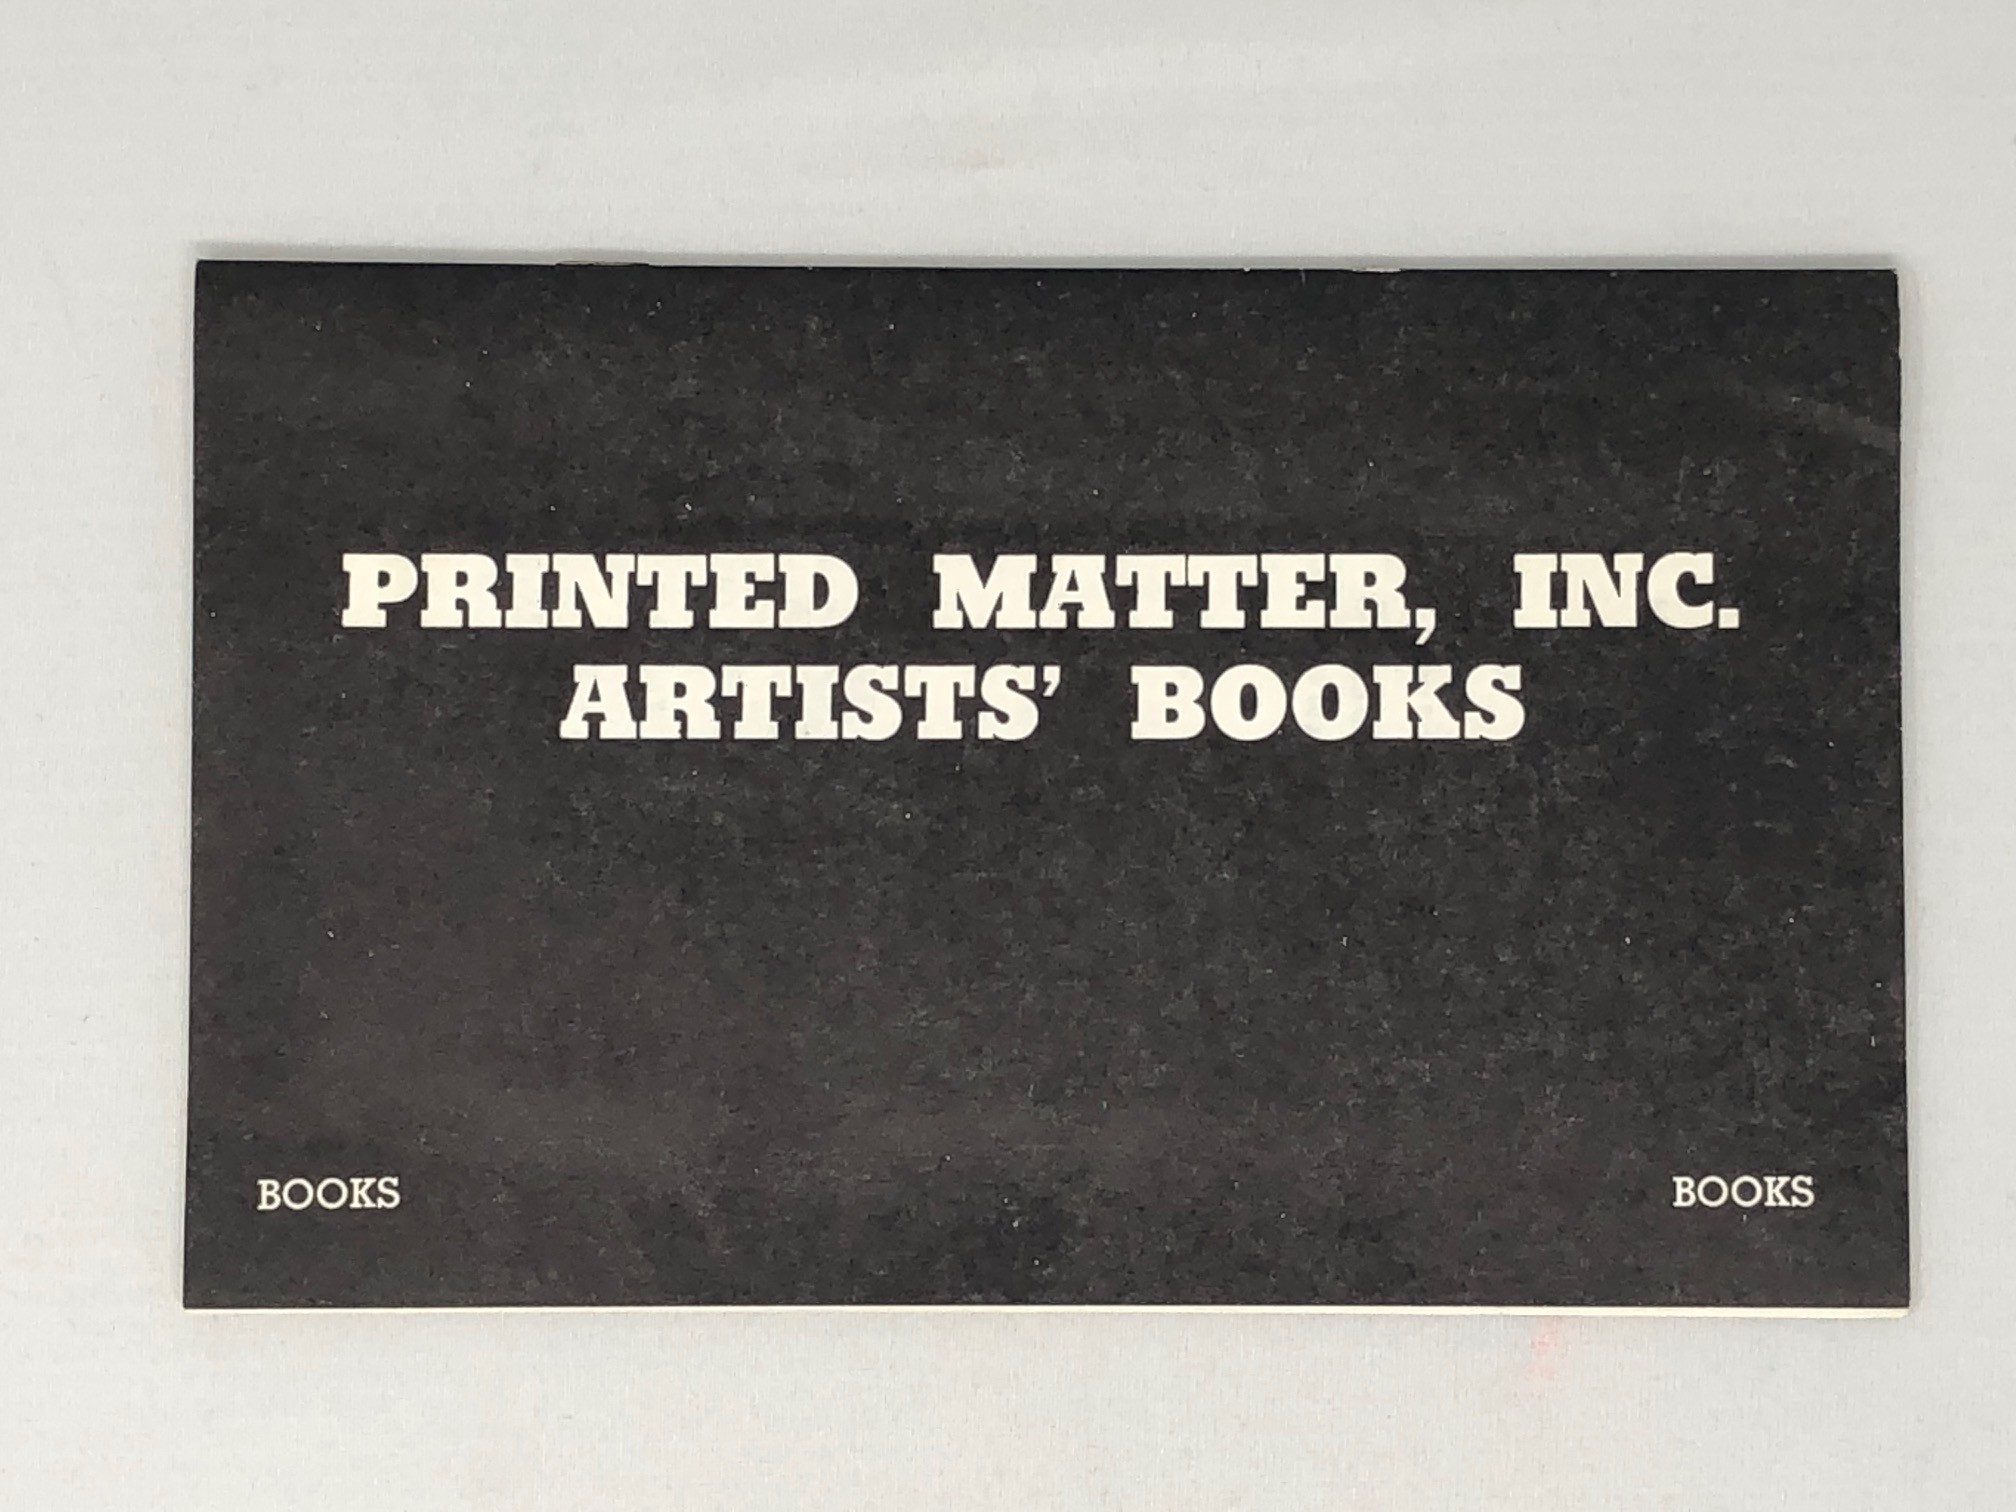 PRINTED MATTER, INC.
ARTISTS’ BOOKS
BOOKS
BOOKS